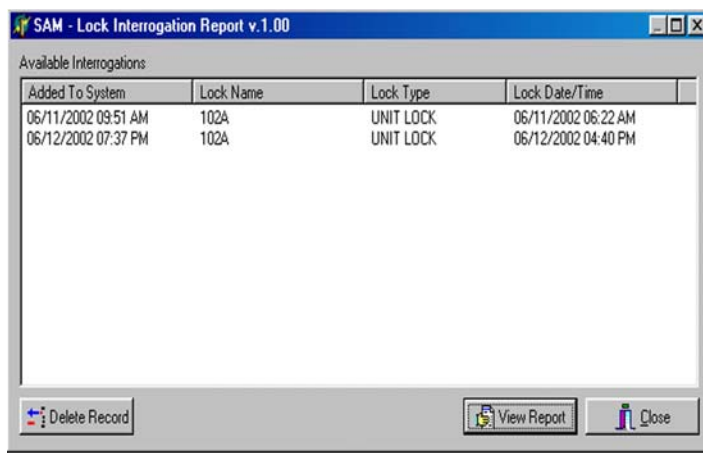 SAM - Lock Interrogation Report v.1.00
Available Interrogations
Added To System Lock Name Lock Type Lock Date/Time
06/11/2002 09:51 AM 102A UNIT LOCK 06/11/2002 06:22 AM
06/12/2002 07:37 PM 102A UNIT LOCK 06/12/2002 04:40 PM
Delete Record View Report Close